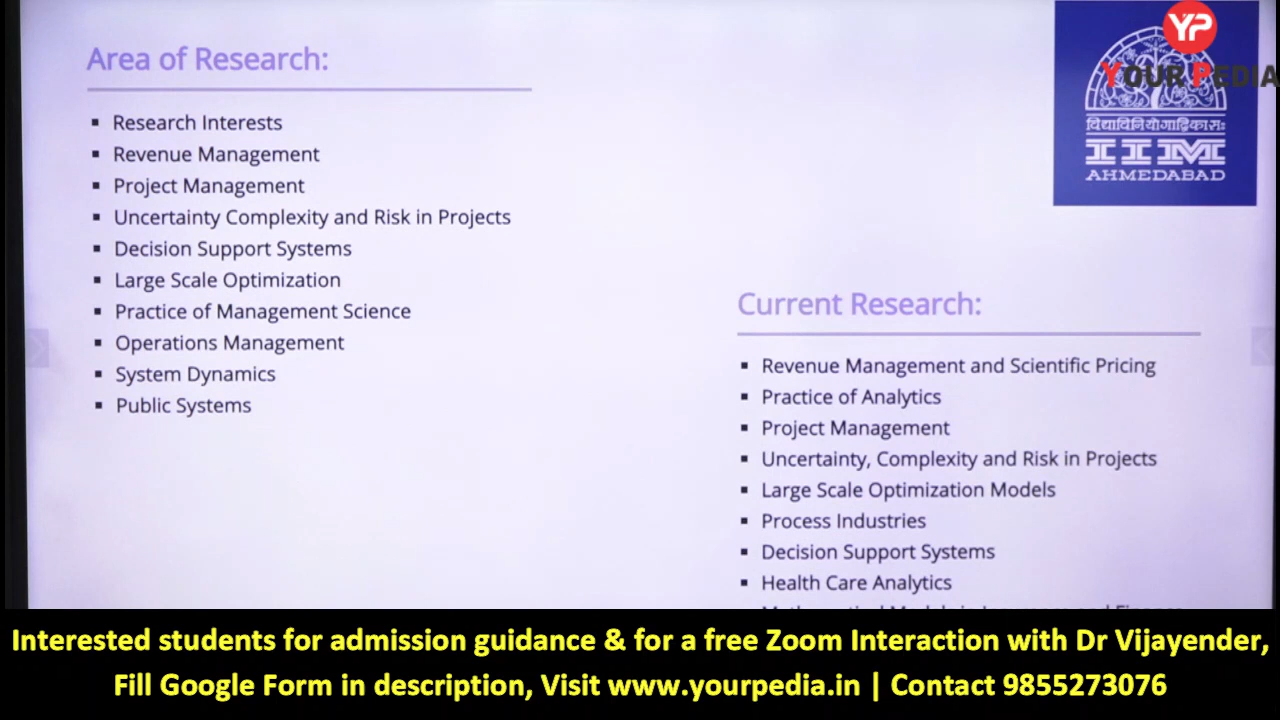 Area of Research:
Research Interests
Revenue Management
Project Management
Uncertainty Complexity and Risk in Projects
Decision Support Systems
Large Scale Optimization
Practice of Management Science
Operations Management
System Dynamics
Public Systems
YP
YOUR PEDIA
विद्याविनियोगाद्विकासः
IIM
AHMEDABAD
Current Research:
Revenue Management and Scientific Pricing
Practice of Analytics
Project Management
Uncertainty, Complexity and Risk in Projects
Large Scale Optimization Models
Process Industries
Decision Support Systems
Health Care Analytics
Interested students for admission guidance & for a free Zoom Interaction with Dr Vijayender,
Fill Google Form in description, Visit www.yourpedia.in | Contact 9855273076